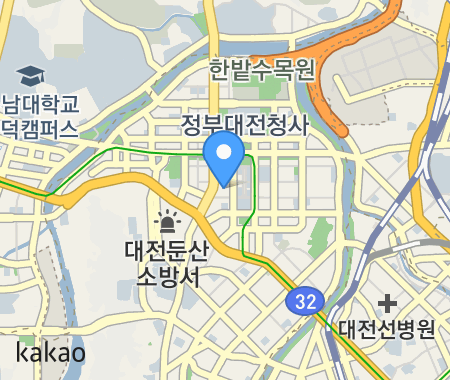 한밭수목원
남대학교
덕캠퍼스
정부대전청사
대전둔산
소방서
32
대전선병원
kakao